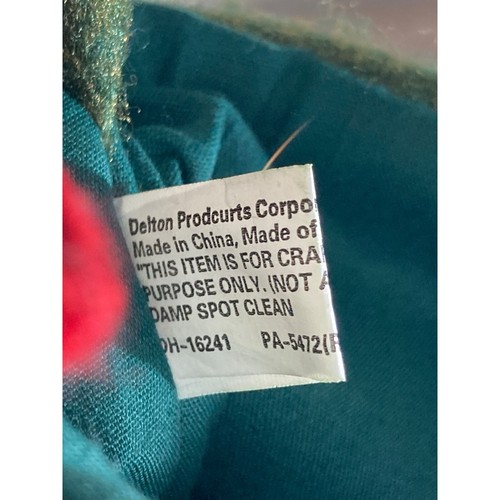 Delton Prodcurts Corpo
Made in China, Made of
"THIS ITEM IS FOR CRA
PURPOSE ONLY. (NOT A
DAMP SPOT CLEAN
OH-16241 PA-5472(R